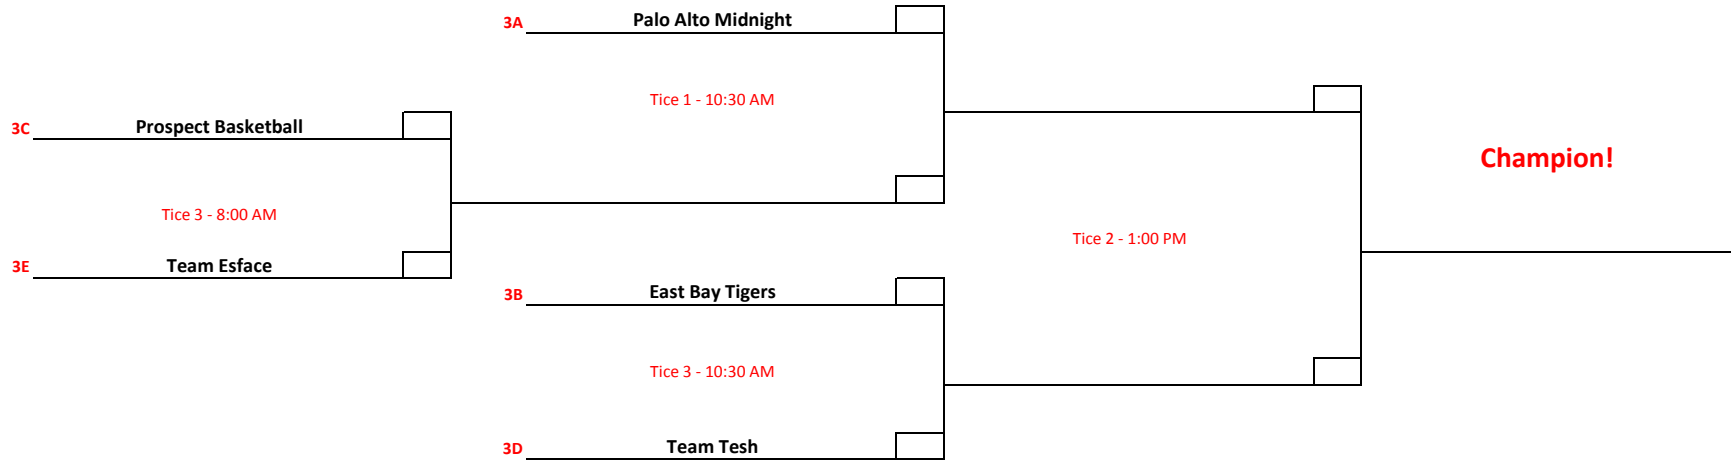 3A Palo Alto Midnight
Tice 1 - 10:30 AM
3C Prospect Basketball
Champion!
Tice 3 - 8:00 AM
Tice 2 - 1:00 PM
3E Team Esface
3B East Bay Tigers
Tice 3 - 10:30 AM
3D Team Tesh